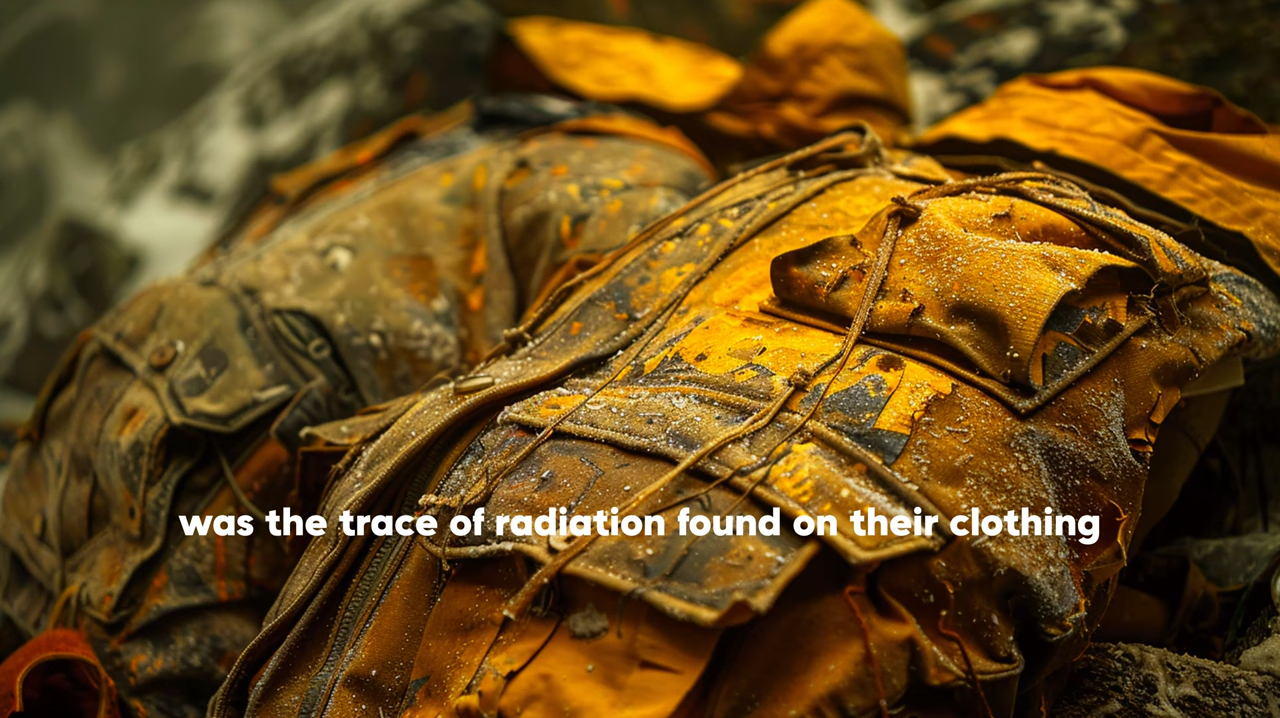 was the trace of radiation found on their clothing